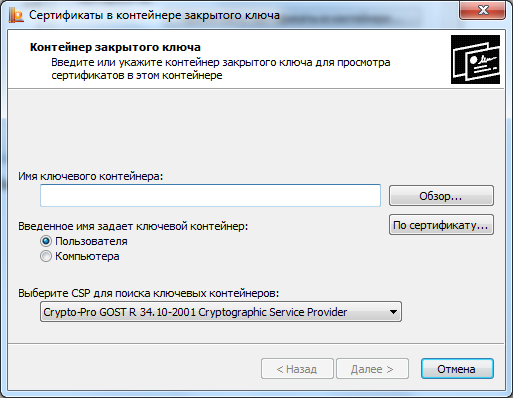 Сертификаты в контейнере закрытого ключа
Контейнер закрытого ключа
Введите или укажите контейнер закрытого ключа для просмотра
сертификатов в этом контейнере
Имя ключевого контейнера:
Обзор...
Введенное имя задает ключевой контейнер:
По сертификату...
Пользователя
Компьютера
Выберите CSP для поиска ключевых контейнеров:
Crypto-Pro GOST R 34.10-2001 Cryptographic Service Provider
< Назад
Далее >
Отмена